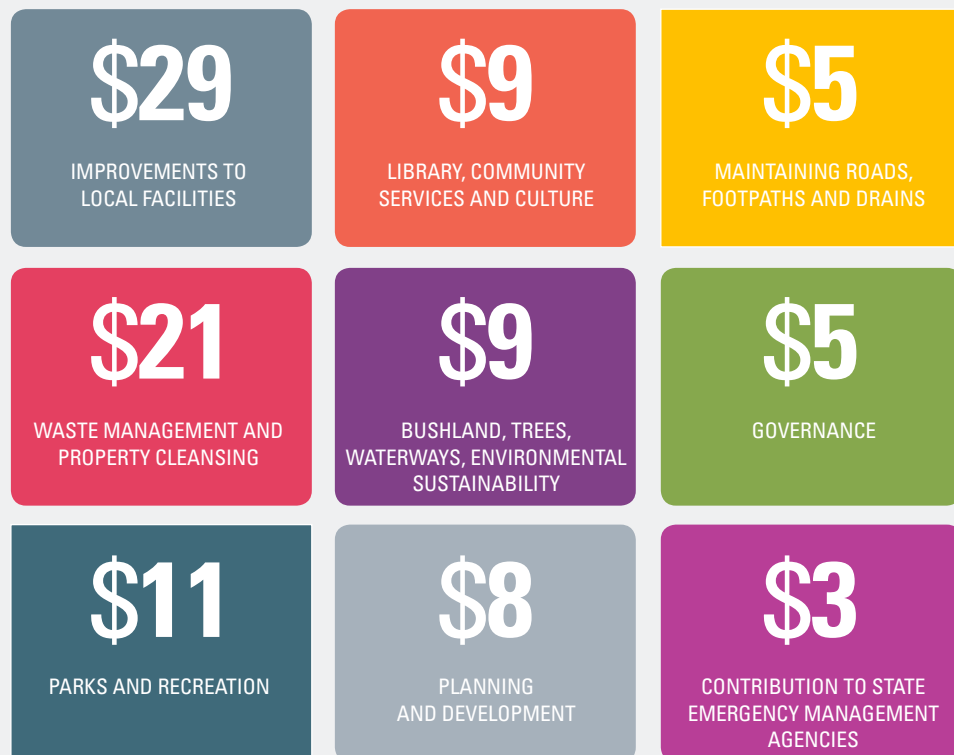 $29
IMPROVEMENTS TO
LOCAL FACILITIES
$9
LIBRARY, COMMUNITY
SERVICES AND CULTURE
$5
MAINTAINING ROADS,
FOOTPATHS AND DRAINS
$21
WASTE MANAGEMENT AND
PROPERTY CLEANSING
$9
BUSHLAND, TREES,
WATERWAYS, ENVIRONMENTAL
SUSTAINABILITY
$5
GOVERNANCE
$11
PARKS AND RECREATION
$8
PLANNING
AND DEVELOPMENT
$3
CONTRIBUTION TO STATE
EMERGENCY MANAGEMENT
AGENCIES